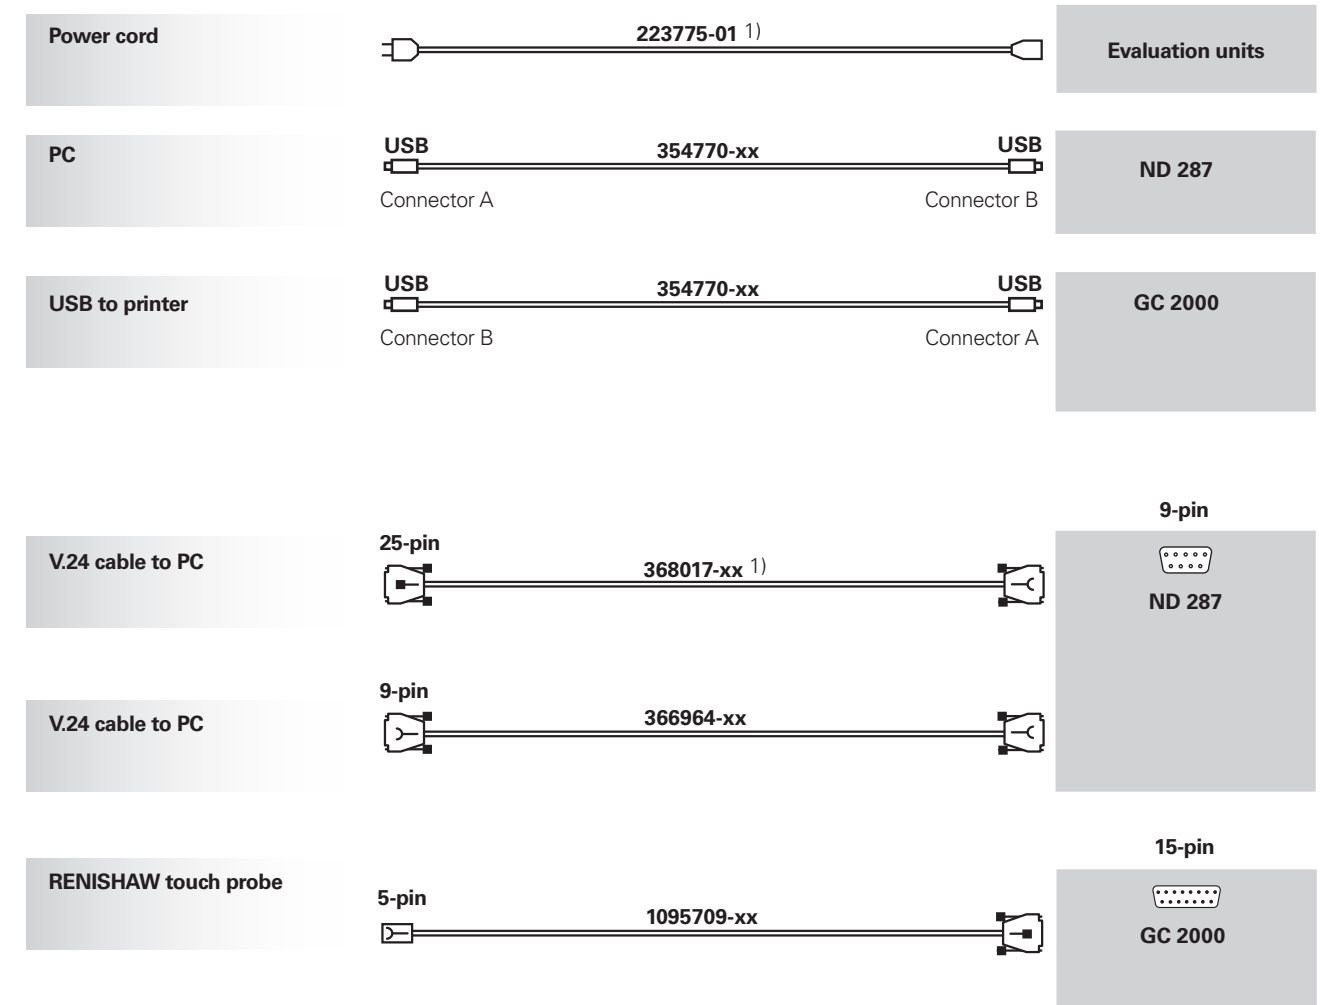 Power cord
223775-01 1)
Evaluation units
PC
USB
354770-xx
USB
ND 287
Connector A
Connector B
USB to printer
USB
354770-xx
USB
GC 2000
Connector B
Connector A
9-pin
V.24 cable to PC
25-pin
368017-xx 1)
ND 287
V.24 cable to PC
9-pin
366964-xx
15-pin
RENISHAW touch probe
5-pin
1095709-xx
GC 2000